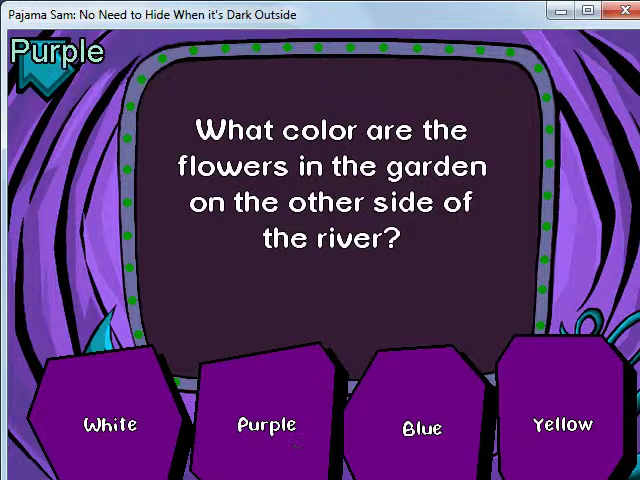 Pajama Sam: No Need to Hide When it's Dark Outside
Purple
What color are the
flowers in the garden
on the other side of
the river?
White
Purple
Blue
Yellow